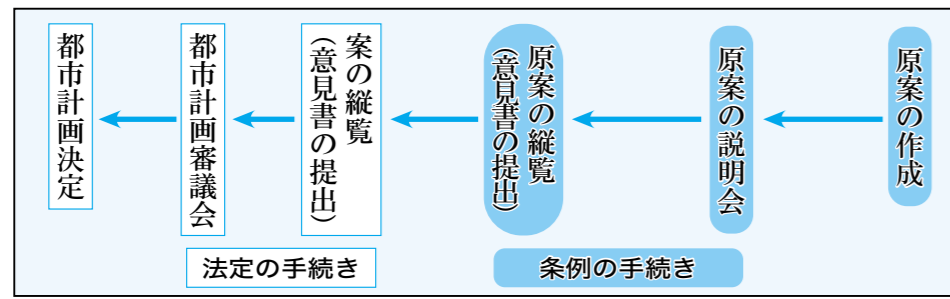 原案の作成
原案の説明会
原案の縦覧
(意見書の提出)
案の縦覧
(意見書の提出)
都市計画審議会
都市計画決定
条例の手続き
法定の手続き